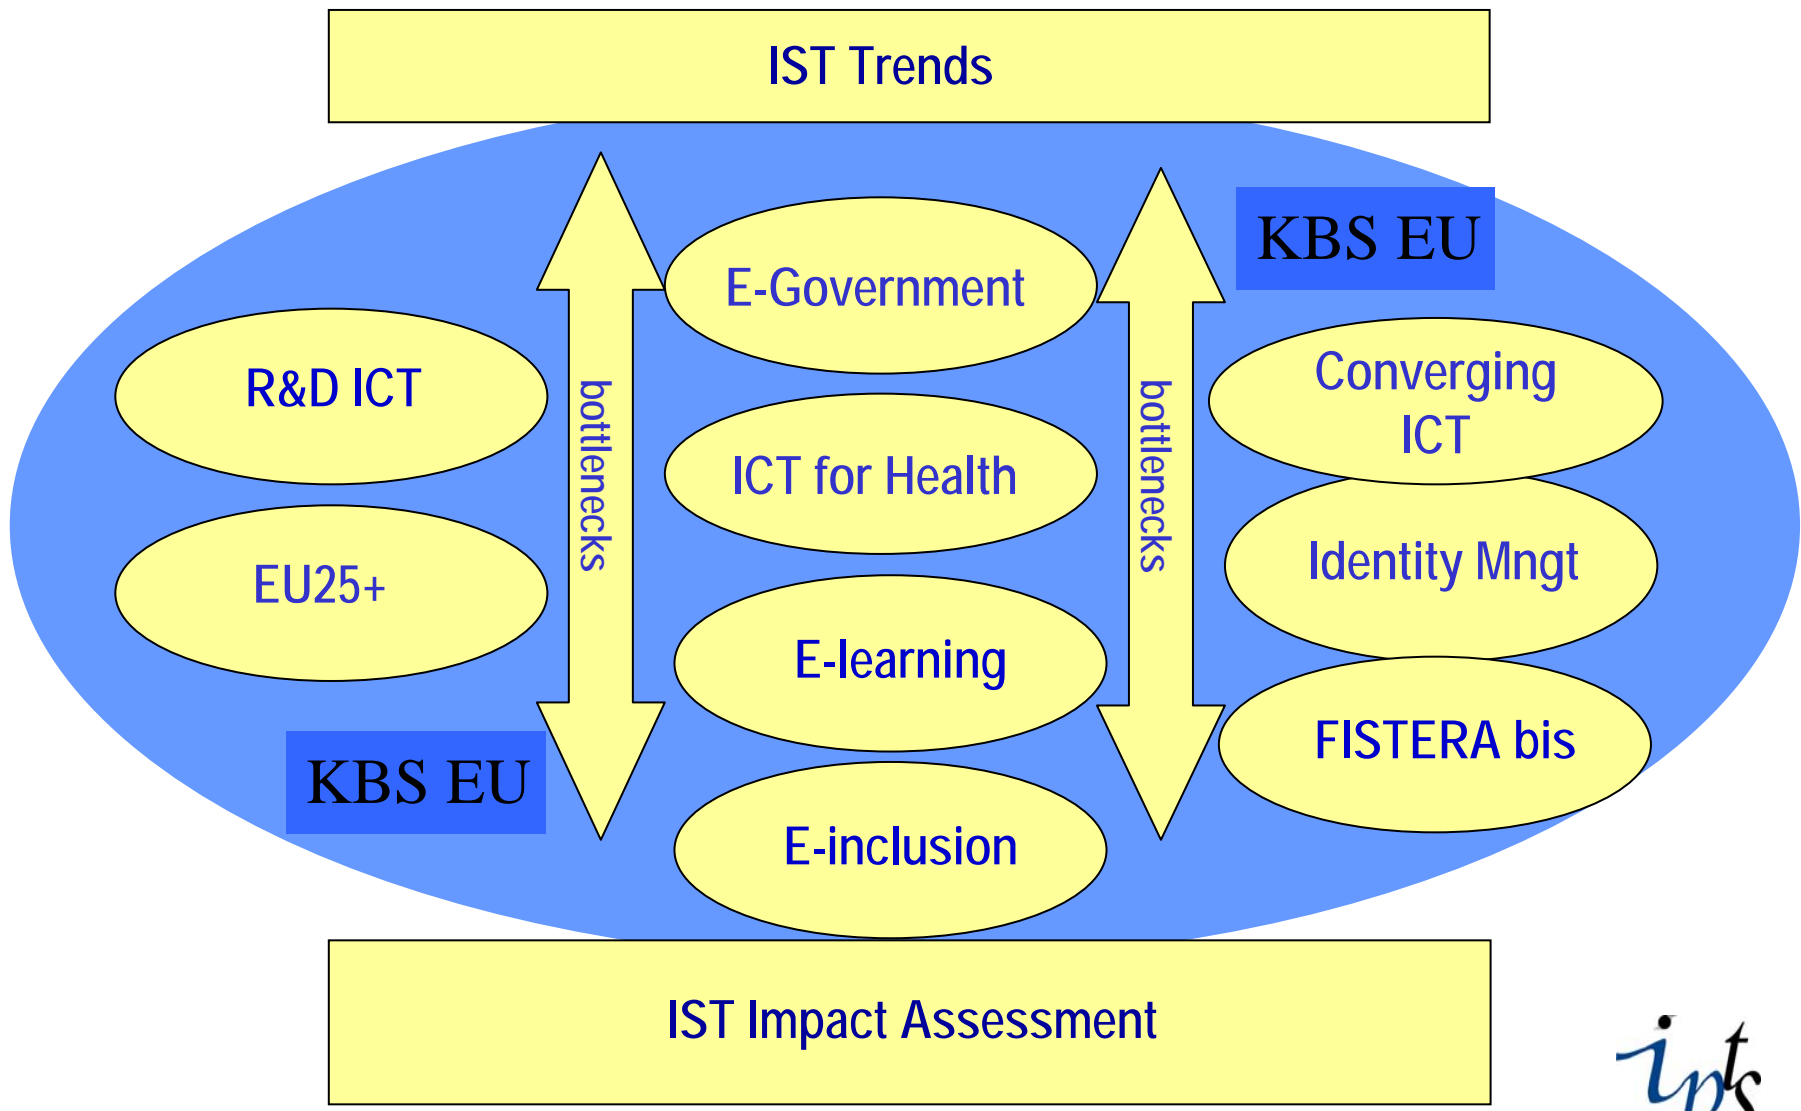 IST Trends
KBS EU
E-Government
R&D ICT
Converging
ICT
bottlenecks
bottlenecks
ICT for Health
EU25+
Identity Mngt
E-learning
FISTERA bis
KBS EU
E-inclusion
IST Impact Assessment
ipts